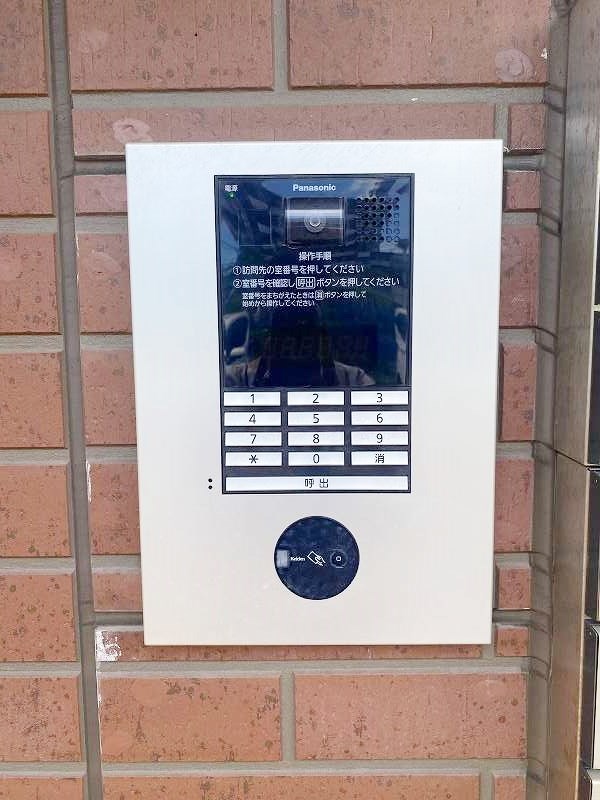 電源 Panasonic
操作手順
①訪問先の室番号を押してください
②室番号を確認し呼出ボタンを押してください
室番号をまちがえたときは消ボタンを押して
始めから操作してください
1 2 3
4 5 6
7 8 9
* 0 消
呼出
Keiden